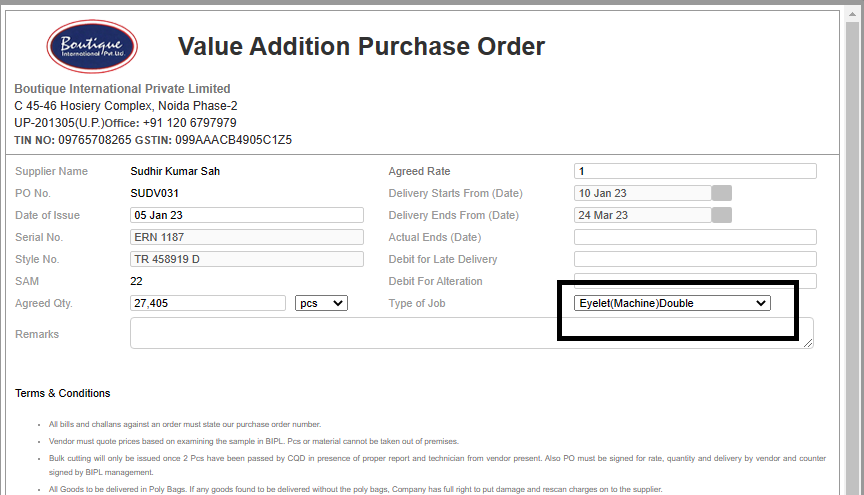 Boutique
International Pvt. Ltd.
Value Addition Purchase Order
Boutique International Private Limited
C 45-46 Hosiery Complex, Noida Phase-2
UP-201305(U.P.)Office: +91 120 6797979
TIN NO: 09765708265 GSTIN: 099AAACB4905C1Z5
Supplier Name Sudhir Kumar Sah Agreed Rate 1
PO No. SUDV031 Delivery Starts From (Date) 10 Jan 23
Date of Issue 05 Jan 23 Delivery Ends From (Date) 24 Mar 23
Serial No. ERN 1187 Actual Ends (Date)
Style No. TR 458919 D Debit for Late Delivery
SAM 22 Debit For Alteration
Agreed Qty. 27,405 pcs Type of Job Eyelet(Machine)Double
Remarks
Terms & Conditions
All bills and challans against an order must state our purchase order number.
Vendor must quote prices based on examining the sample in BIPL. Pcs or material cannot be taken out of premises.
Bulk cutting will only be issued once 2 Pcs have been passed by CQD in presence of proper report and technician from vendor present. Also PO must be signed for rate, quantity and delivery by vendor and counter
signed by BIPL management.
All Goods to be delivered in Poly Bags. If any goods found to be delivered without the poly bags, Company has full right to put damage and rescan charges on to the supplier.